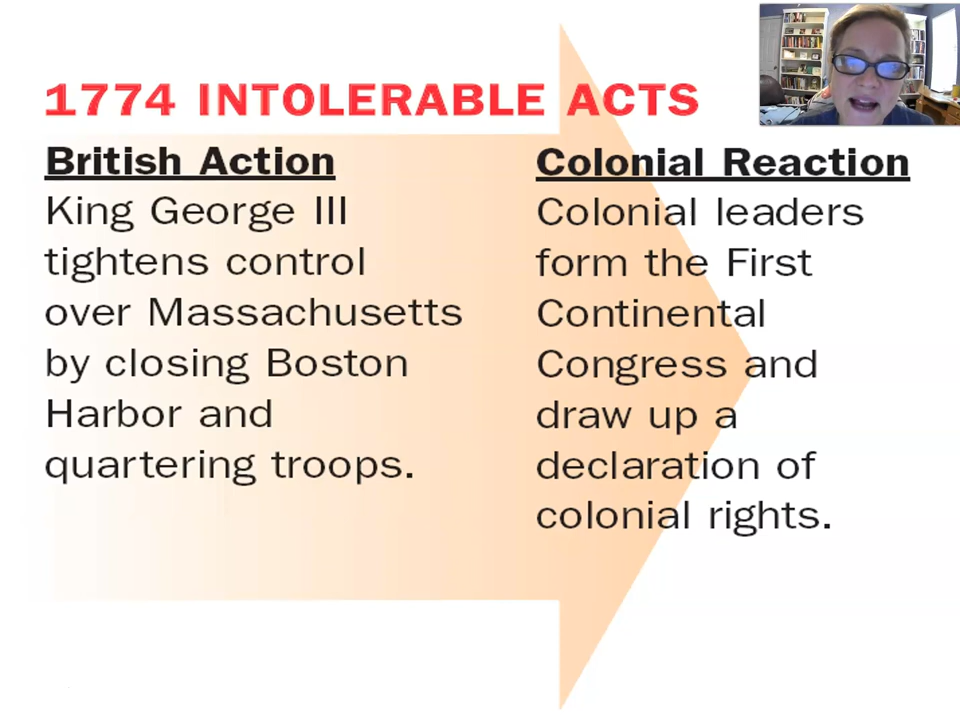 1774 INTOLERABLE ACTS
British Action
King George III
tightens control
over Massachusetts
by closing Boston
Harbor and
quartering troops.
Colonial Reaction
Colonial leaders
form the First
Continental
Congress and
draw up a
declaration of
colonial rights.